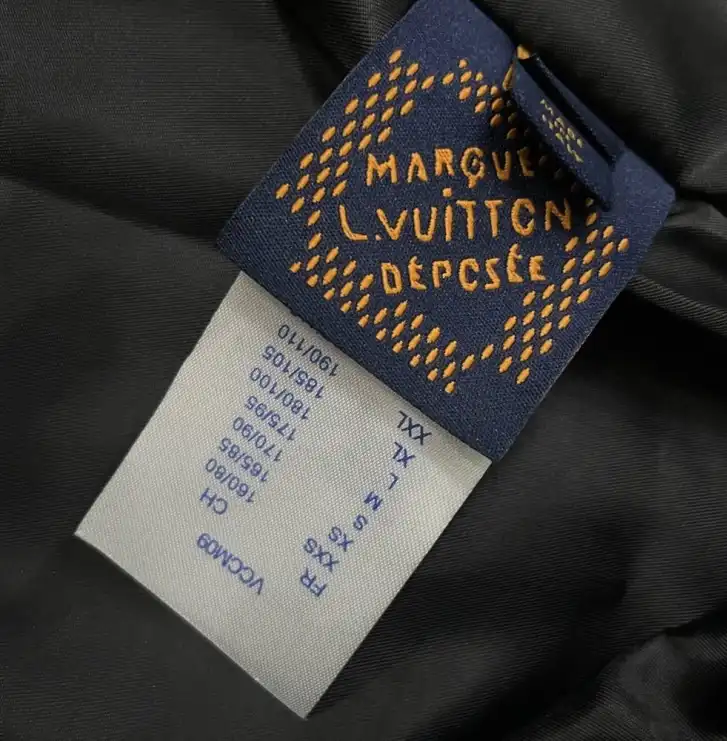 MARQUE
L.VUITTON
DÉPOSÉE
VCCM09
FR CH
XXS 160/80
XS 165/85
S 170/90
M 175/95
L 180/100
XL 185/105
XXL 190/110